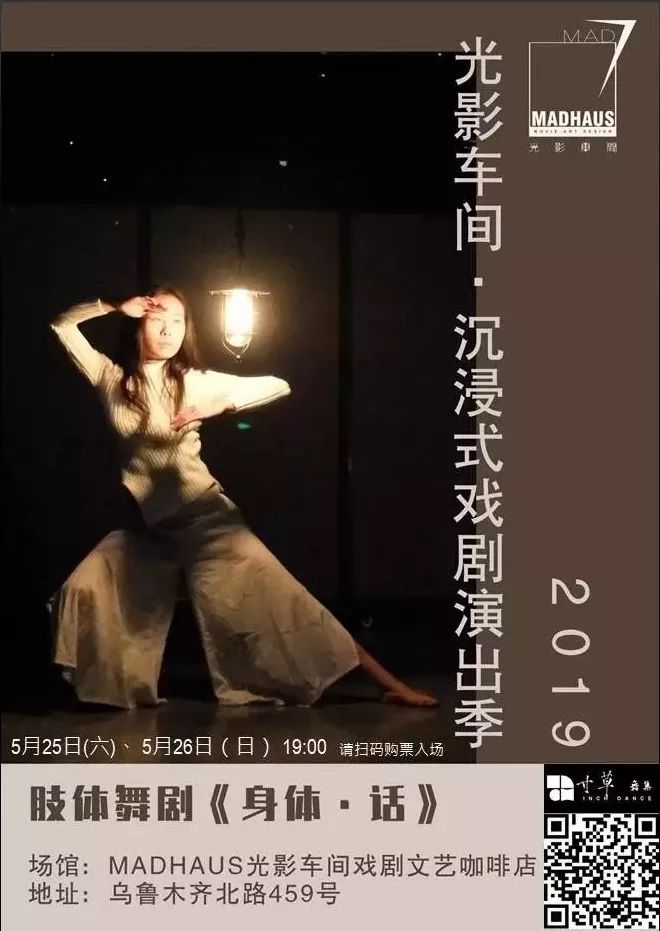 光影车间·沉浸式戏剧演出季
2019
MAD
MADHAUS
MOVIE ART DESIGN
光影車間
5月25日(六)、 5月26日（日） 19:00 请扫码购票入场
肢体舞剧《身体·话》
寸草 舞集
INCH DANCE
场馆：MADHAUS光影车间戏剧文艺咖啡店
地址：乌鲁木齐北路459号